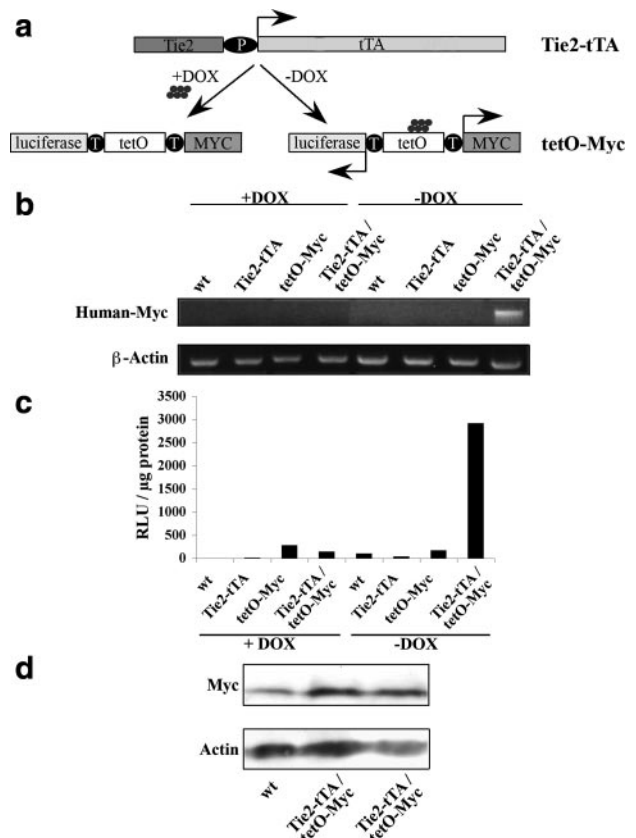 a
Tie2 P tTA Tie2-tTA
+DOX -DOX
luciferase T tetO T MYC luciferase T tetO T MYC tetO-Myc
b
+DOX -DOX
wt Tie2-tTA tetO-Myc Tie2-tTA / tetO-Myc wt Tie2-tTA tetO-Myc Tie2-tTA / tetO-Myc
Human-Myc
β-Actin
c
RLU / µg protein
3500
3000
2500
2000
1500
1000
500
0
wt Tie2-tTA tetO-Myc Tie2-tTA / tetO-Myc wt Tie2-tTA tetO-Myc Tie2-tTA / tetO-Myc
+ DOX -DOX
d
Myc
Actin
wt Tie2-tTA / tetO-Myc Tie2-tTA / tetO-Myc